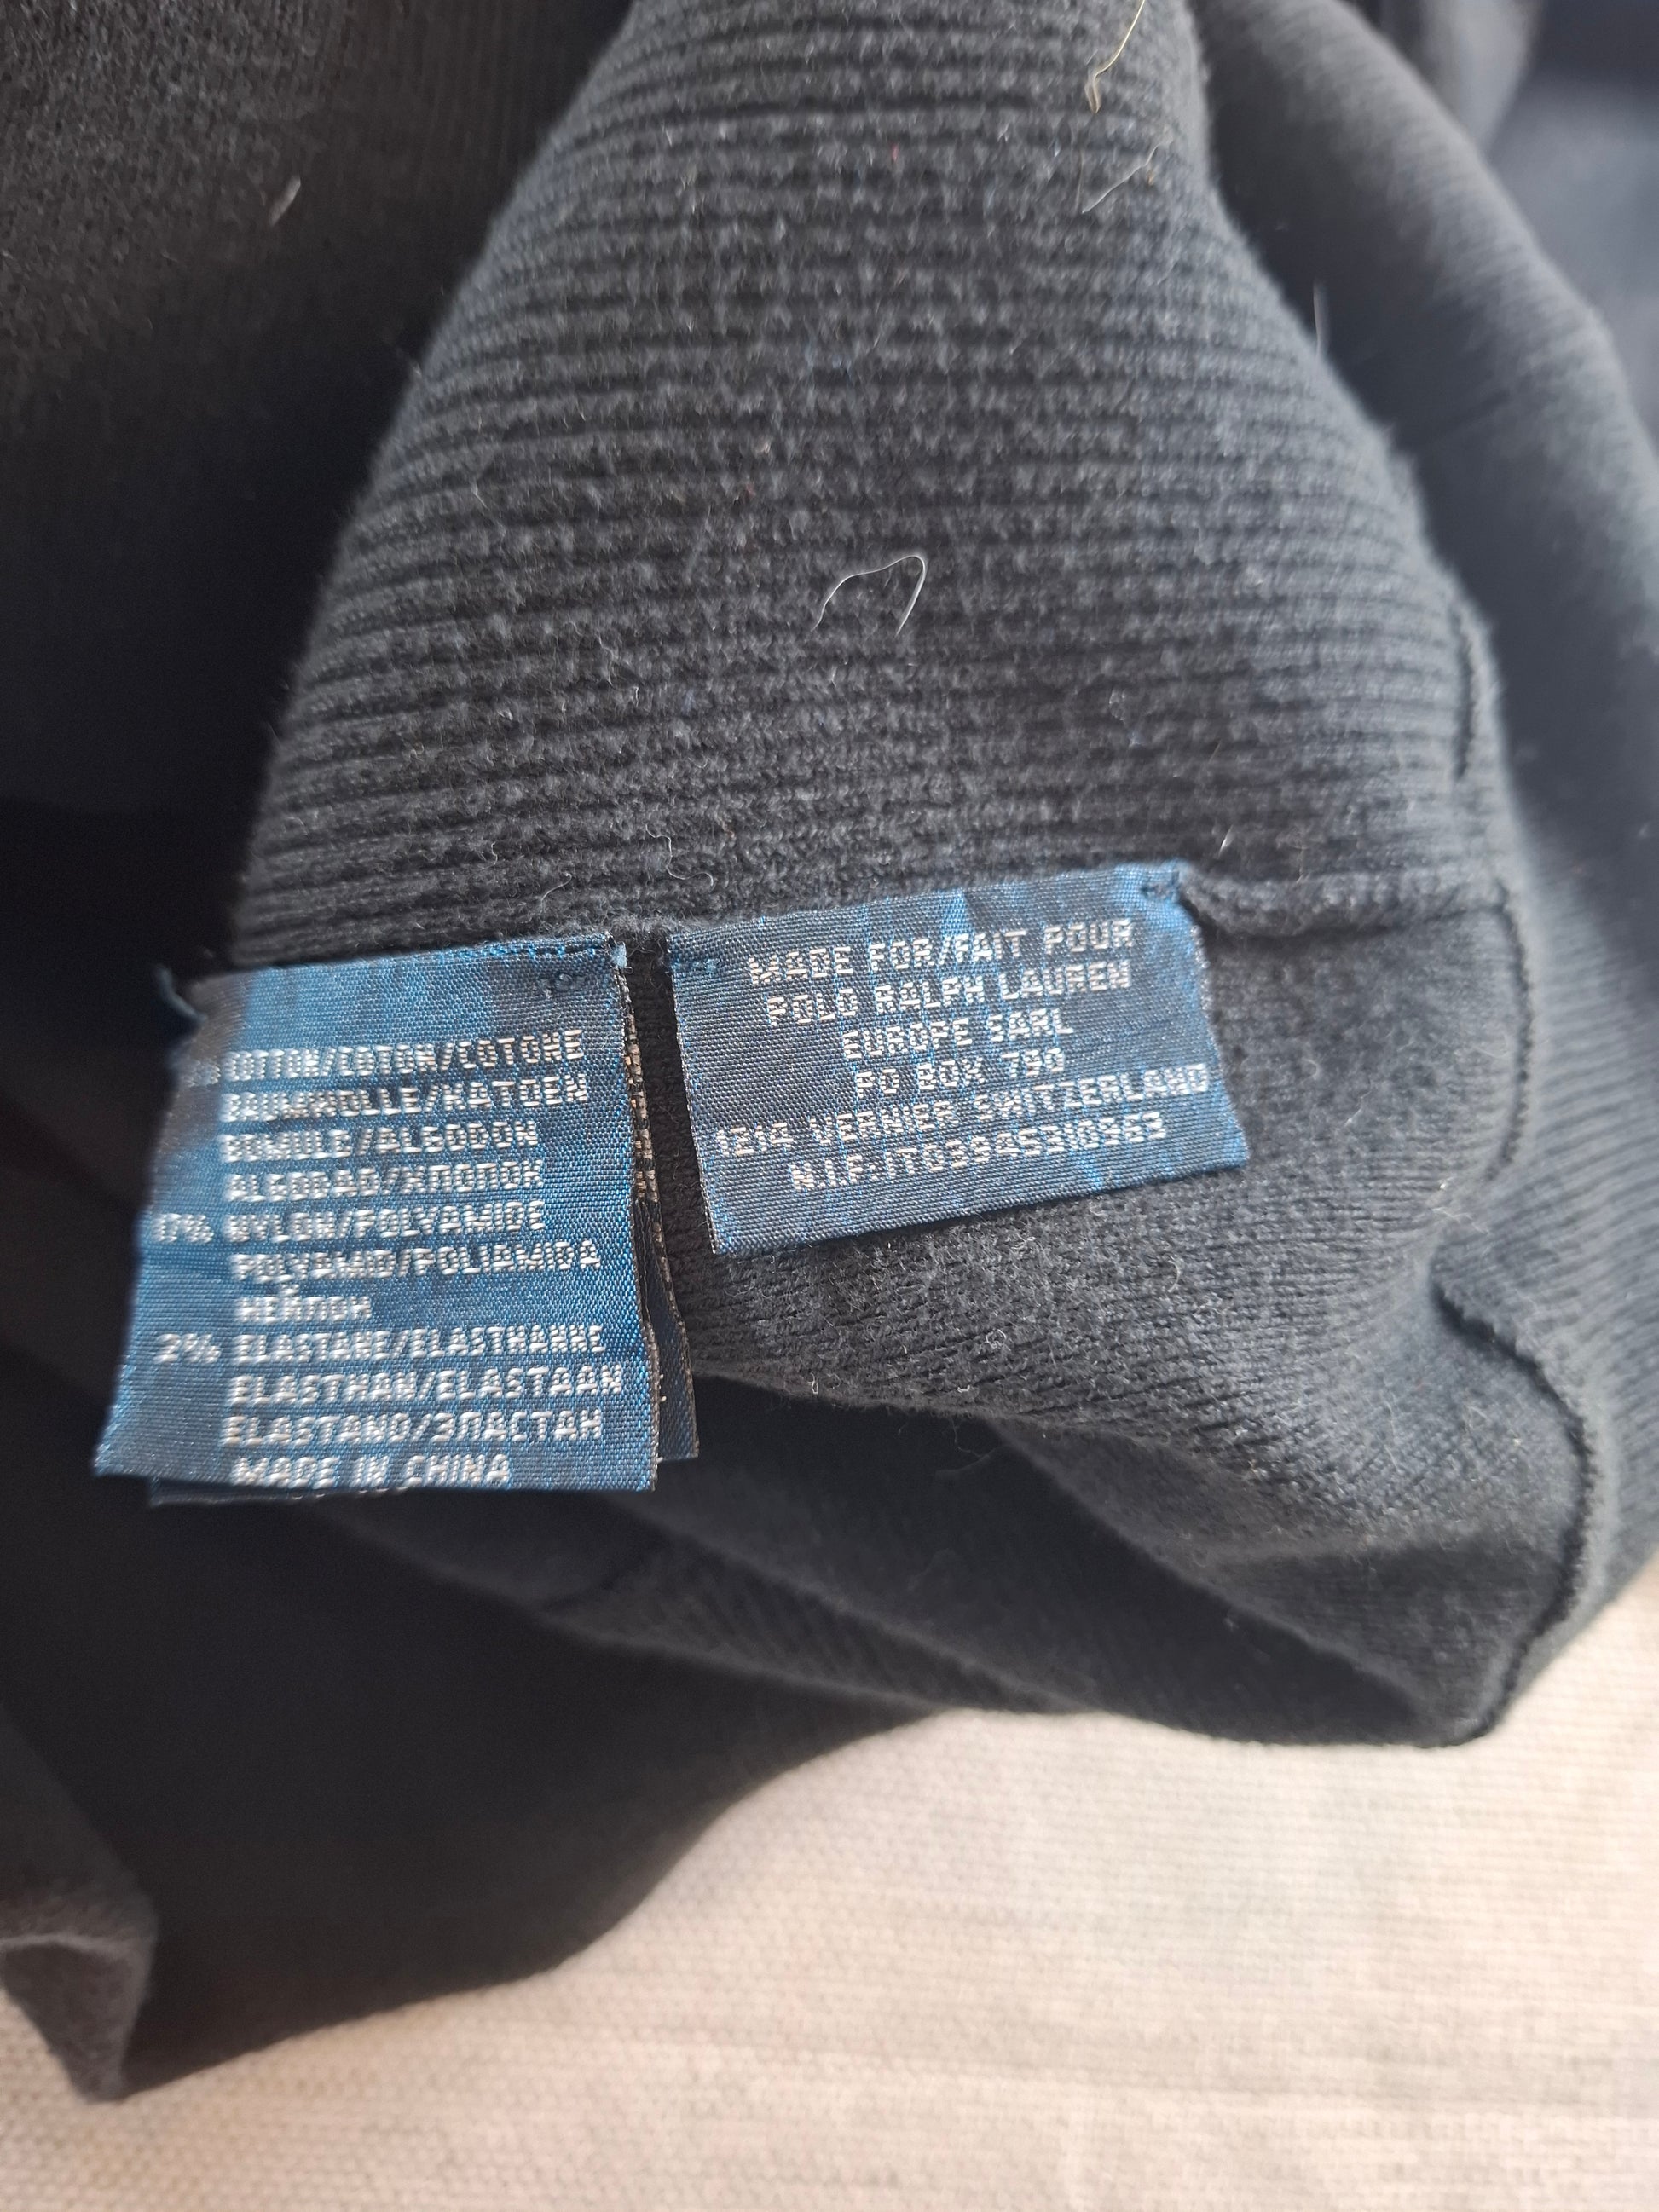 COTTON/COTON/COTONE
BAUMWOLLE/KATOEN
BOMULL/ALGODON
ALGODAO/ХЛОПОК
0% NYLON/POLYAMIDE
POLYAMID/POLIAMIDA
НЕЙЛОН
2% ELASTANE/ELASTHANNE
ELASTHAN/ELASTAAN
ELASTANO/ЭЛАСТАН
MADE IN CHINA
MADE FOR/FAIT POUR
POLO RALPH LAUREN
EUROPE SARL
PO BOX 790
1214 VERNIER SWITZERLAND